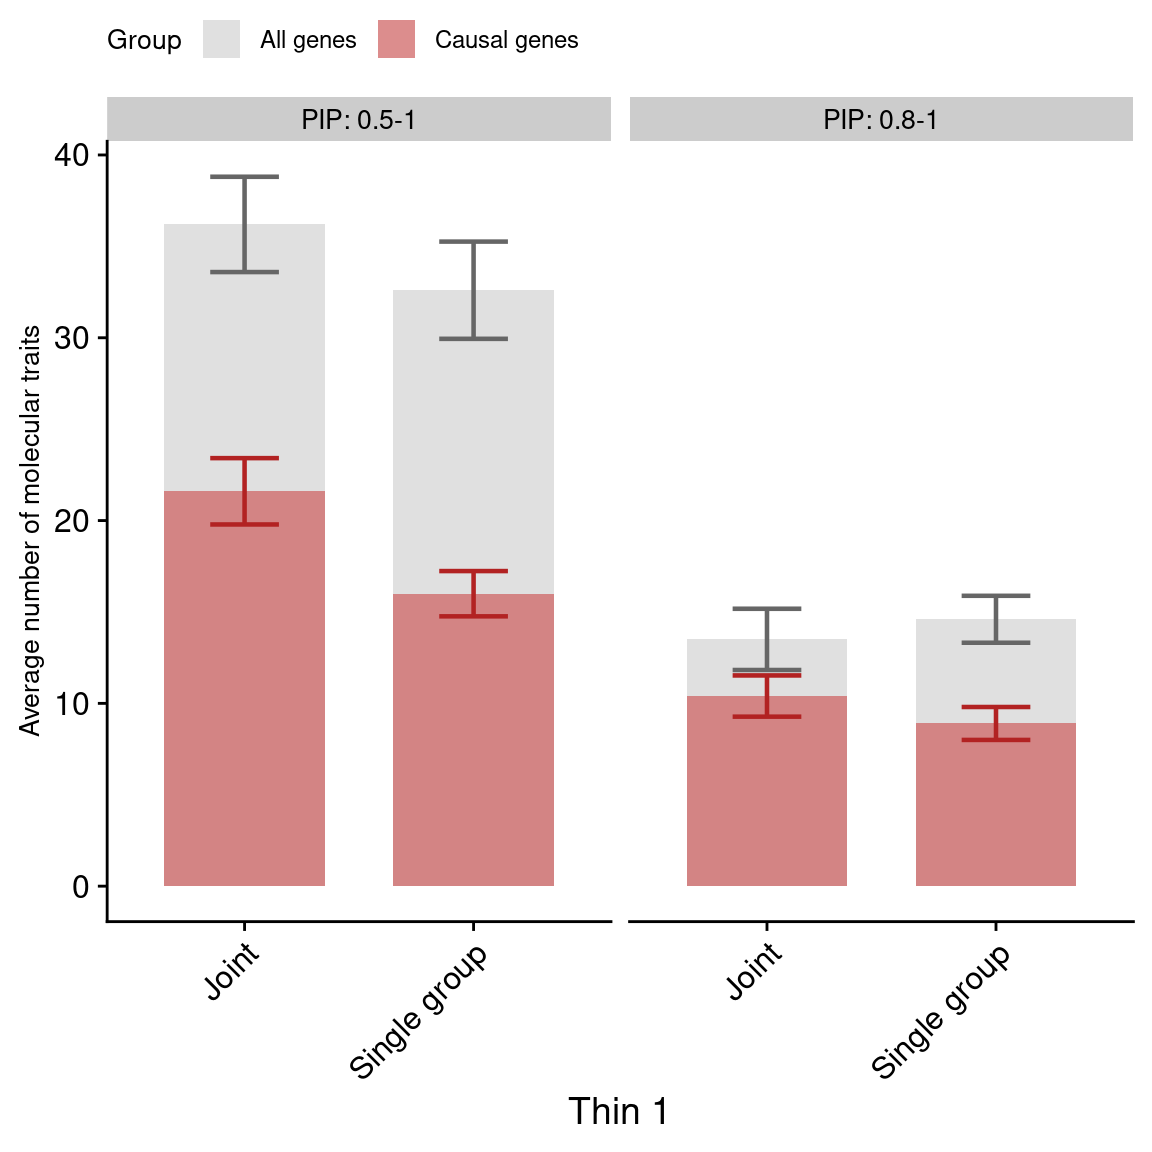 Group All genes Causal genes
PIP: 0.5-1 PIP: 0.8-1
Average number of molecular traits
40
30
20
10
0
Joint Single group Joint Single group
Thin 1